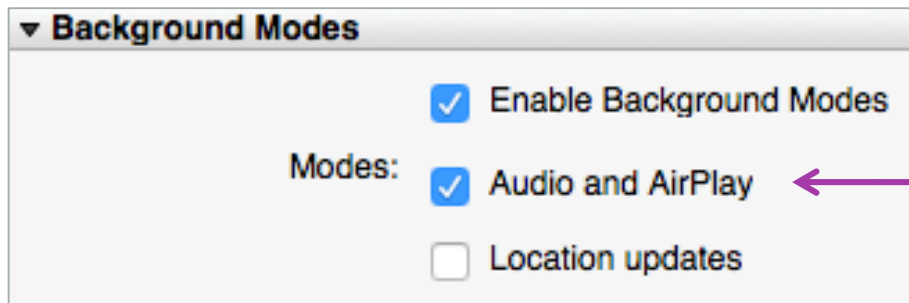 Background Modes
Enable Background Modes
Modes:
Audio and AirPlay
Location updates